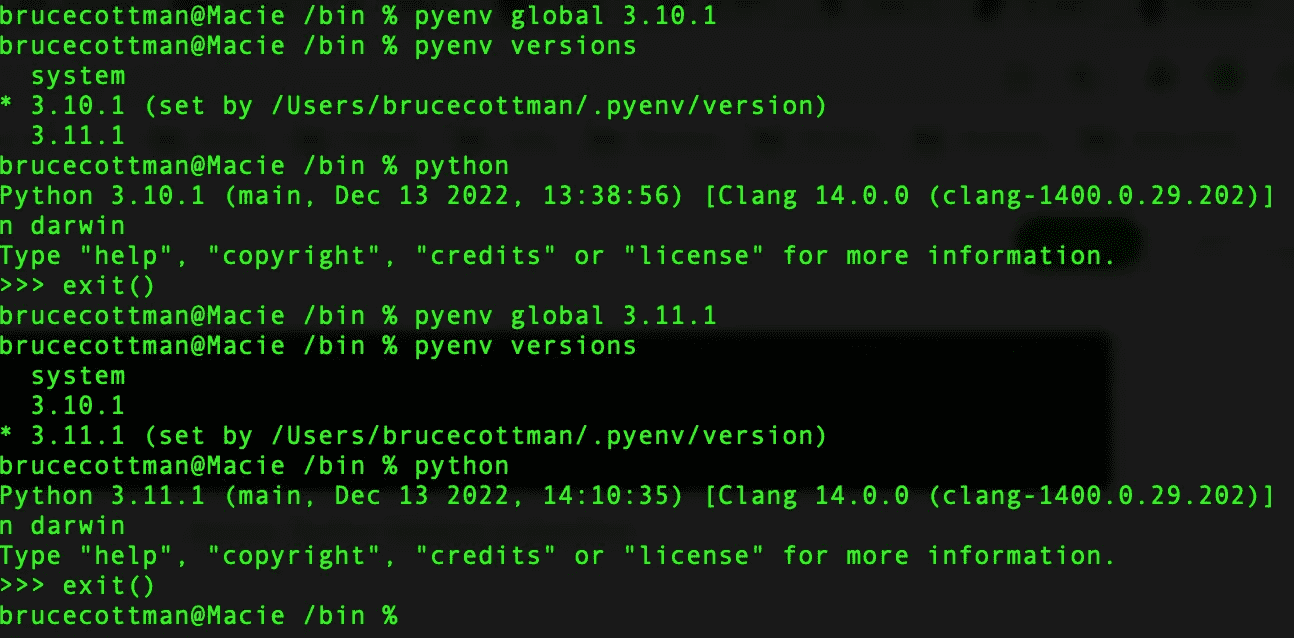 brucecottman@Macie /bin % pyenv global 3.10.1
brucecottman@Macie /bin % pyenv versions
  system
* 3.10.1 (set by /Users/brucecottman/.pyenv/version)
  3.11.1
brucecottman@Macie /bin % python
Python 3.10.1 (main, Dec 13 2022, 13:38:56) [Clang 14.0.0 (clang-1400.0.29.202)]
n darwin
Type "help", "copyright", "credits" or "license" for more information.
>>> exit()
brucecottman@Macie /bin % pyenv global 3.11.1
brucecottman@Macie /bin % pyenv versions
  system
  3.10.1
* 3.11.1 (set by /Users/brucecottman/.pyenv/version)
brucecottman@Macie /bin % python
Python 3.11.1 (main, Dec 13 2022, 14:10:35) [Clang 14.0.0 (clang-1400.0.29.202)]
n darwin
Type "help", "copyright", "credits" or "license" for more information.
>>> exit()
brucecottman@Macie /bin %